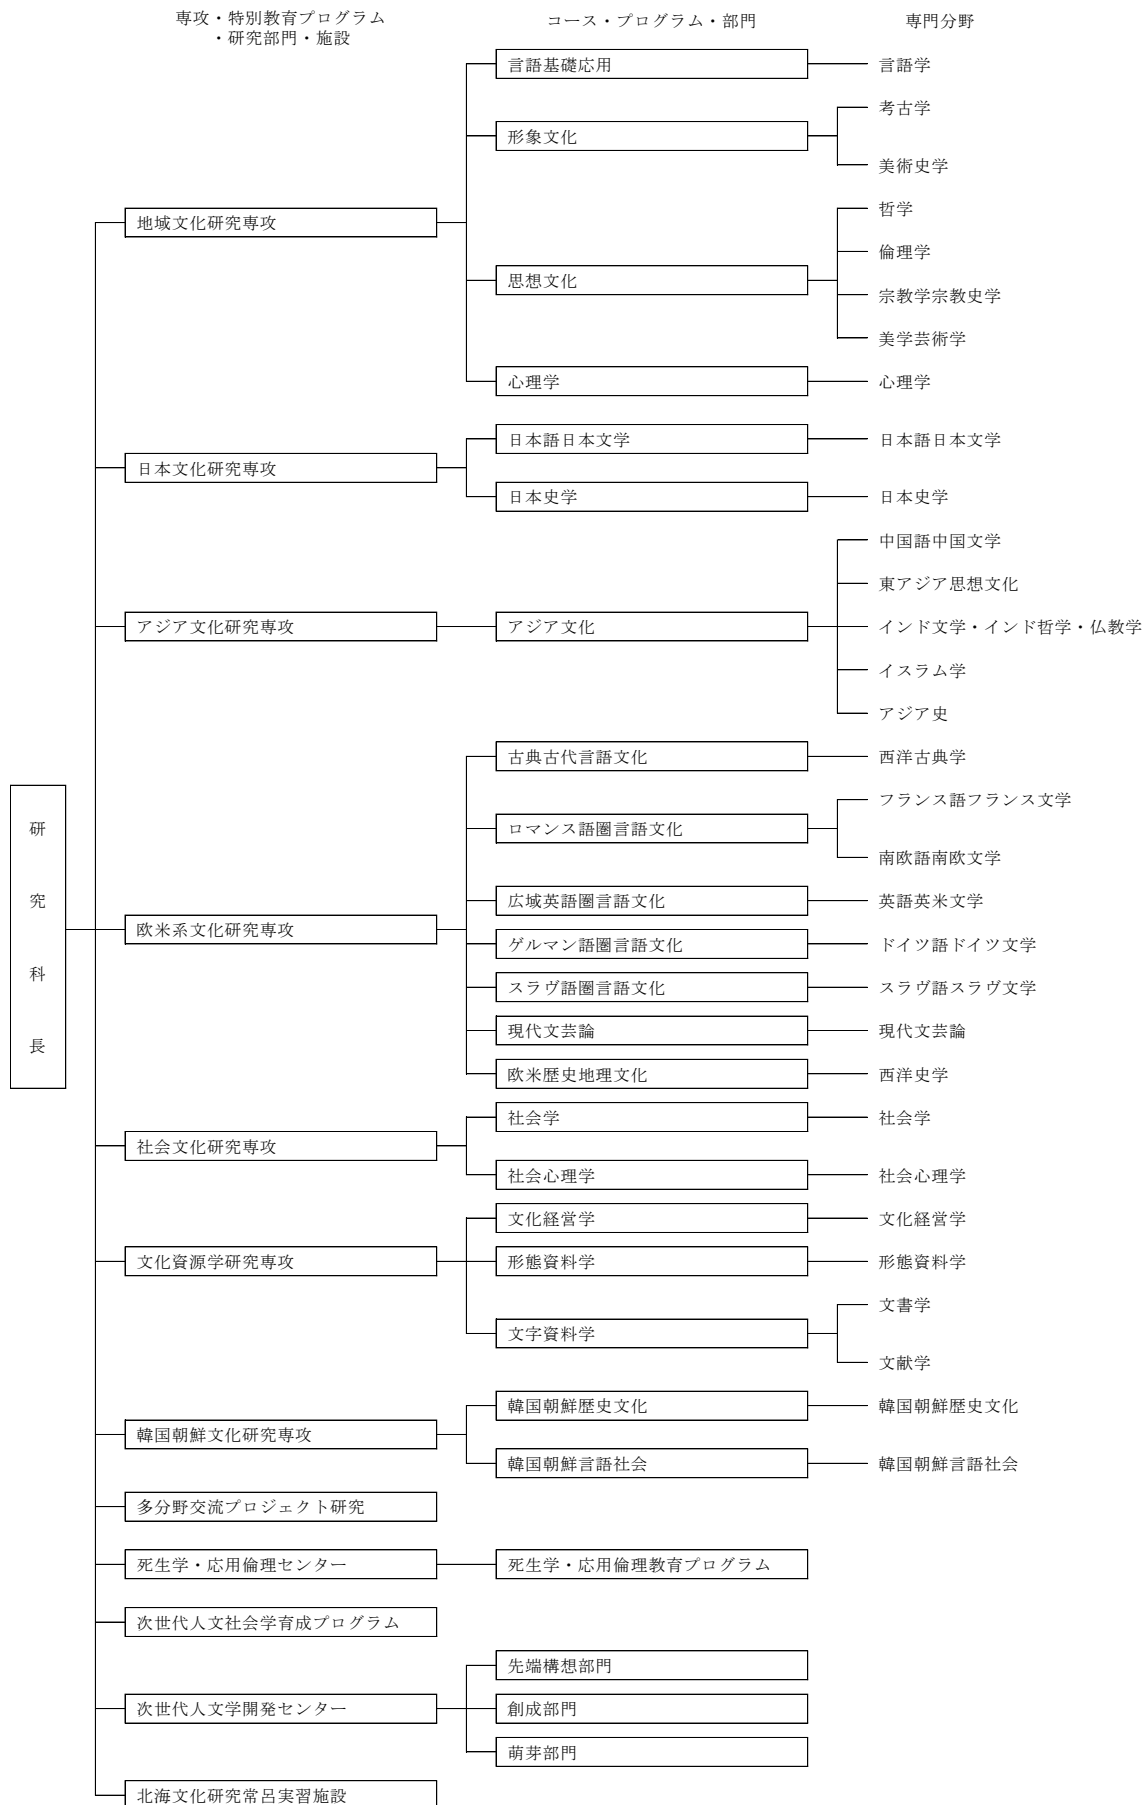 専攻・特別教育プログラム
・研究部門・施設
コース・プログラム・部門
専門分野
研究科長
地域文化研究専攻
言語基礎応用
言語学
形象文化
考古学
美術史学
思想文化
哲学
倫理学
宗教学宗教史学
美学芸術学
心理学
心理学
日本文化研究専攻
日本語日本文学
日本語日本文学
日本史学
日本史学
アジア文化研究専攻
アジア文化
中国語中国文学
東アジア思想文化
インド文学・インド哲学・仏教学
イスラム学
アジア史
欧米系文化研究専攻
古典古代言語文化
西洋古典学
ロマンス語圏言語文化
フランス語フランス文学
南欧語南欧文学
広域英語圏言語文化
英語英米文学
ゲルマン語圏言語文化
ドイツ語ドイツ文学
スラヴ語圏言語文化
スラヴ語スラヴ文学
現代文芸論
現代文芸論
欧米歴史地理文化
西洋史学
社会文化研究専攻
社会学
社会学
社会心理学
社会心理学
文化資源学研究専攻
文化経営学
文化経営学
形態資料学
形態資料学
文字資料学
文書学
文献学
韓国朝鮮文化研究専攻
韓国朝鮮歴史文化
韓国朝鮮歴史文化
韓国朝鮮言語社会
韓国朝鮮言語社会
多分野交流プロジェクト研究
死生学・応用倫理センター
死生学・応用倫理教育プログラム
次世代人文社会学育成プログラム
次世代人文学開発センター
先端構想部門
創成部門
萌芽部門
北海文化研究常呂実習施設